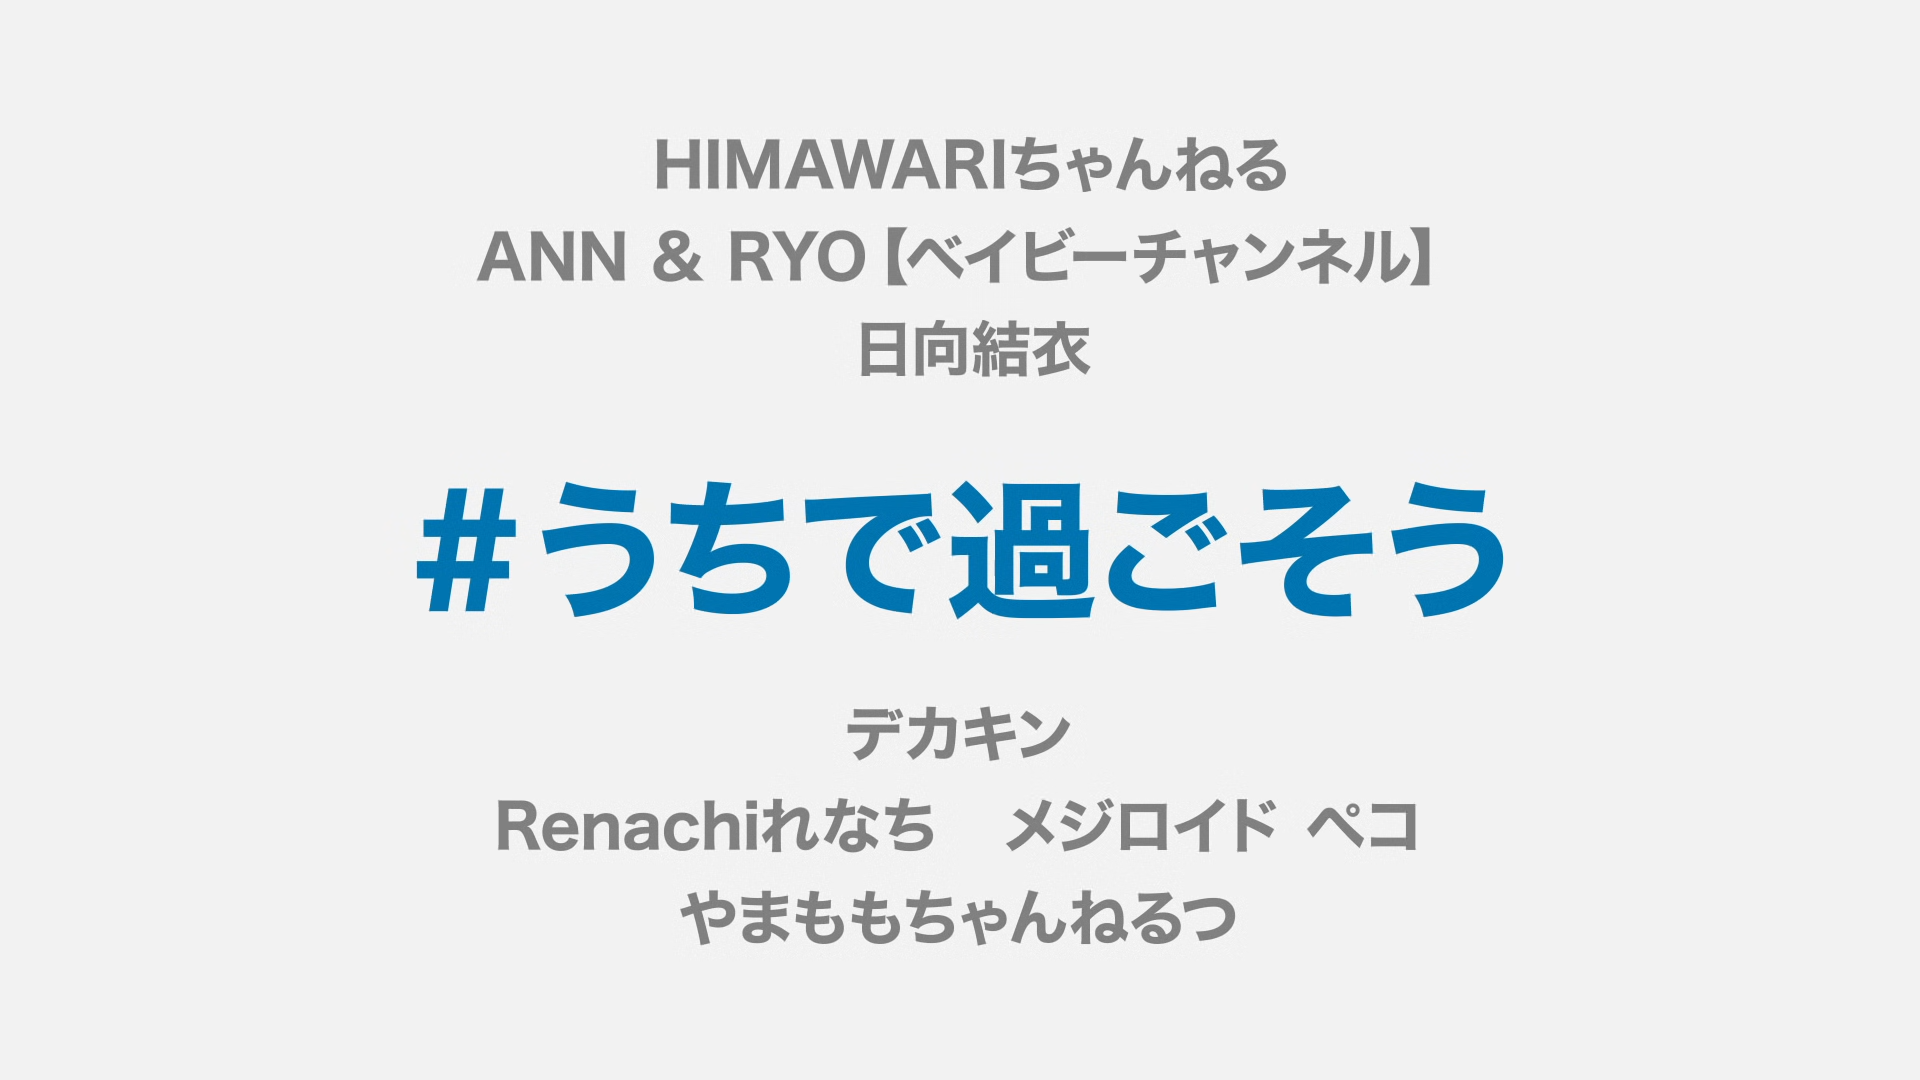 HIMAWARIちゃんねる
ANN & RYO【ベイビーチャンネル】
日向結衣
#うちで過ごそう
デカキン
Renachiれなち　メジロイド ペコ
やまももちゃんねるつ